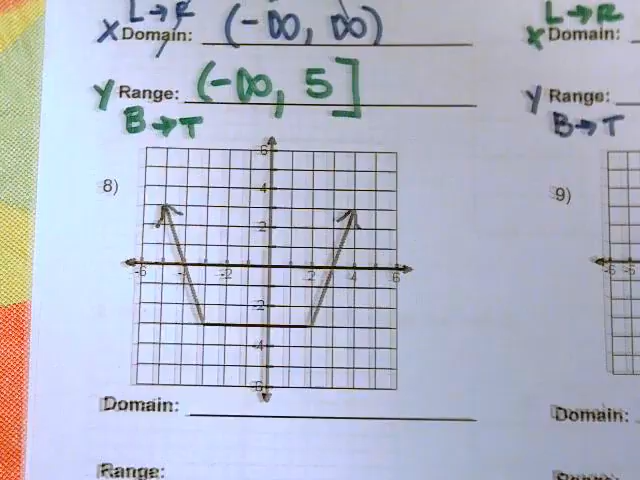 L→R L→R
X Domain: (-∞, ∞) X Domain:
Y Range: (-∞, 5] Y Range:
B→T B→T
8) 9)
6
4
2
-6 -2 2 4 6 -6 -5
-2
-4
-6
Domain: Domain:
Range: